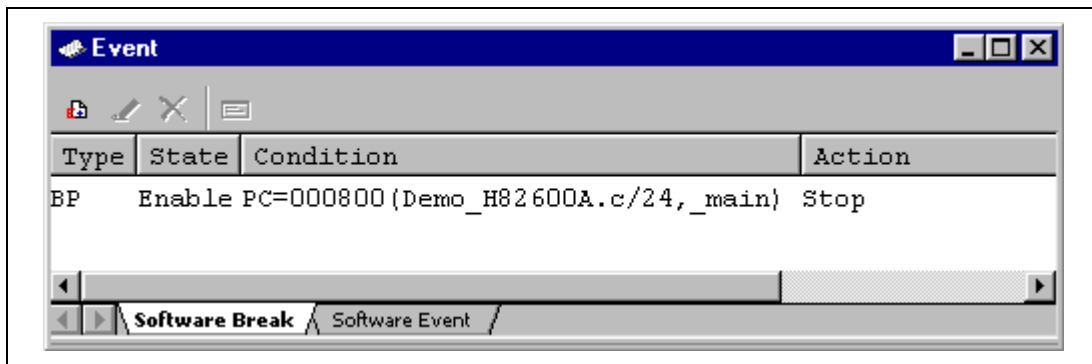 Event
Type State Condition Action
BP Enable PC=000800(Demo_H82600A.c/24,_main) Stop
Software Break Software Event